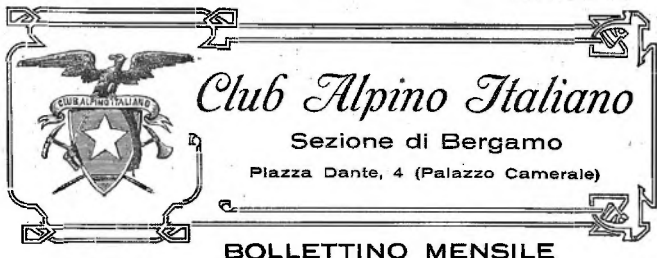 CLUB ALPINO ITALIANO
Club Alpino Italiano
Sezione di Bergamo
Piazza Dante, 4 (Palazzo Camerale)
BOLLETTINO MENSILE